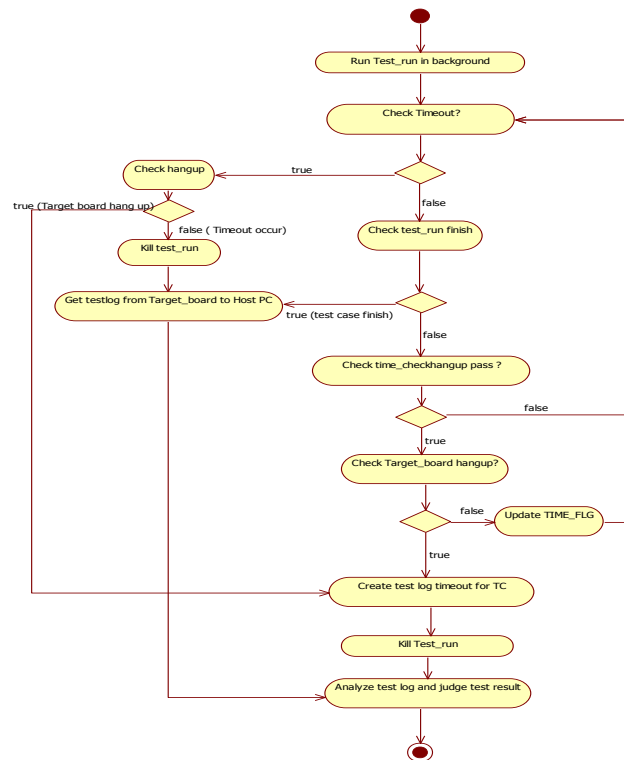 Run Test_run in background
Check Timeout?
Check hangup
true
true (Target board hang up)
false
false ( Timeout occur)
Check test_run finish
Kill test_run
Get testlog from Target_board to Host PC
true (test case finish)
false
Check time_checkhangup pass ?
false
true
Check Target_board hangup?
false
Update TIME_FLG
true
Create test log timeout for TC
Kill Test_run
Analyze test log and judge test result